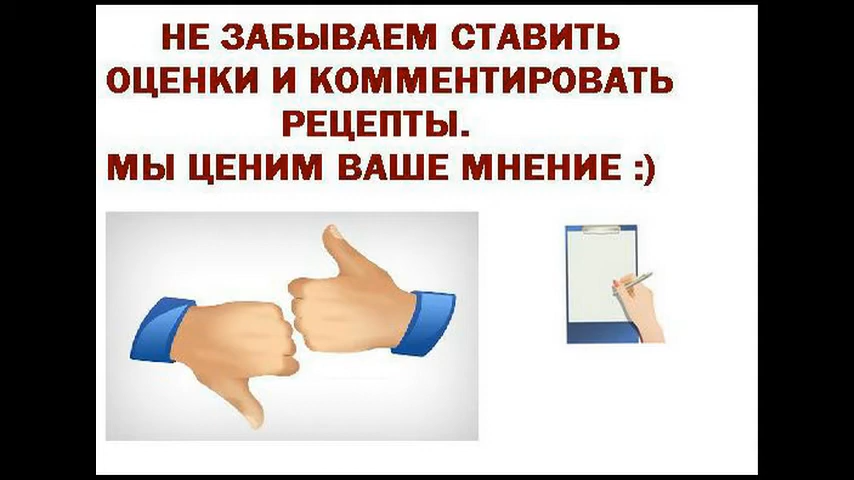 НЕ ЗАБЫВАЕМ СТАВИТЬ
ОЦЕНКИ И КОММЕНТИРОВАТЬ
РЕЦЕПТЫ.
МЫ ЦЕНИМ ВАШЕ МНЕНИЕ :)